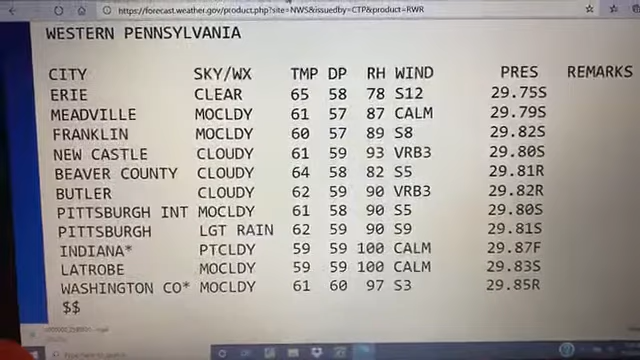 https://forecast.weather.gov/product.php?site=NWS&issuedby=CTP&product=RWR
WESTERN PENNSYLVANIA
CITY SKY/WX TMP DP RH WIND PRES REMARKS
ERIE CLEAR 65 58 78 S12 29.75S
MEADVILLE MOCLDY 61 57 87 CALM 29.79S
FRANKLIN MOCLDY 60 57 89 S8 29.82S
NEW CASTLE CLOUDY 61 59 93 VRB3 29.80S
BEAVER COUNTY CLOUDY 64 58 82 S5 29.81R
BUTLER CLOUDY 62 59 90 VRB3 29.82R
PITTSBURGH INT MOCLDY 61 58 90 S5 29.80S
PITTSBURGH LGT RAIN 62 59 90 S9 29.81S
INDIANA* PTCLDY 59 59 100 CALM 29.87F
LATROBE MOCLDY 59 59 100 CALM 29.83S
WASHINGTON CO* MOCLDY 61 60 97 S3 29.85R
$$